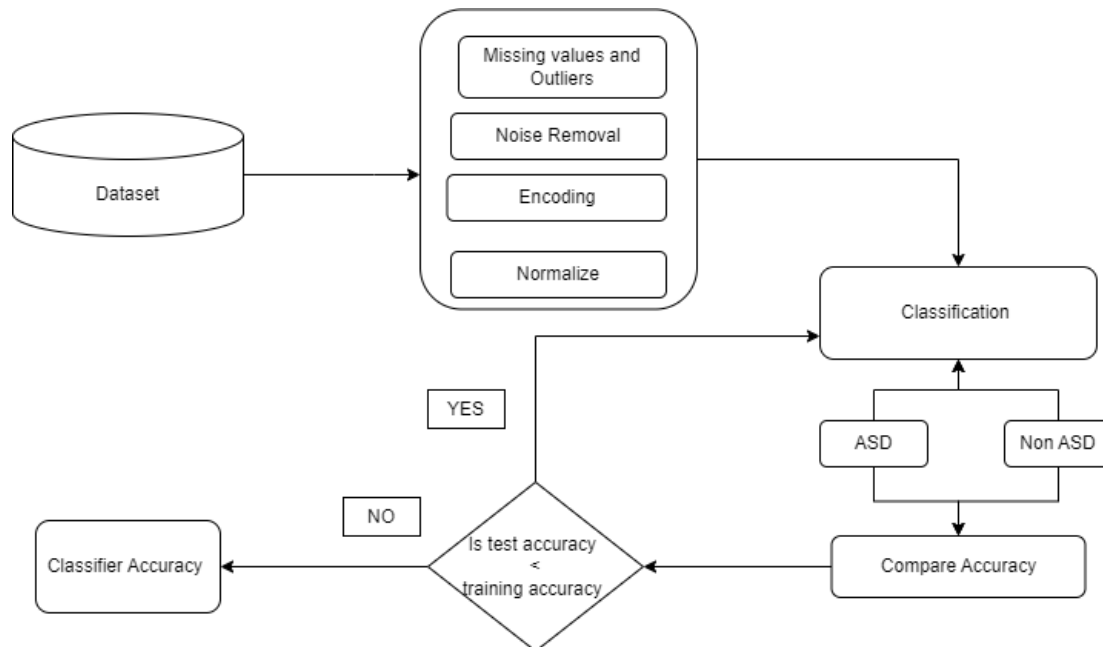 Missing values and
Outliers
Noise Removal
Dataset
Encoding
Normalize
Classification
YES
ASD
Non ASD
NO
Is test accuracy
<
training accuracy
Classifier Accuracy
Compare Accuracy